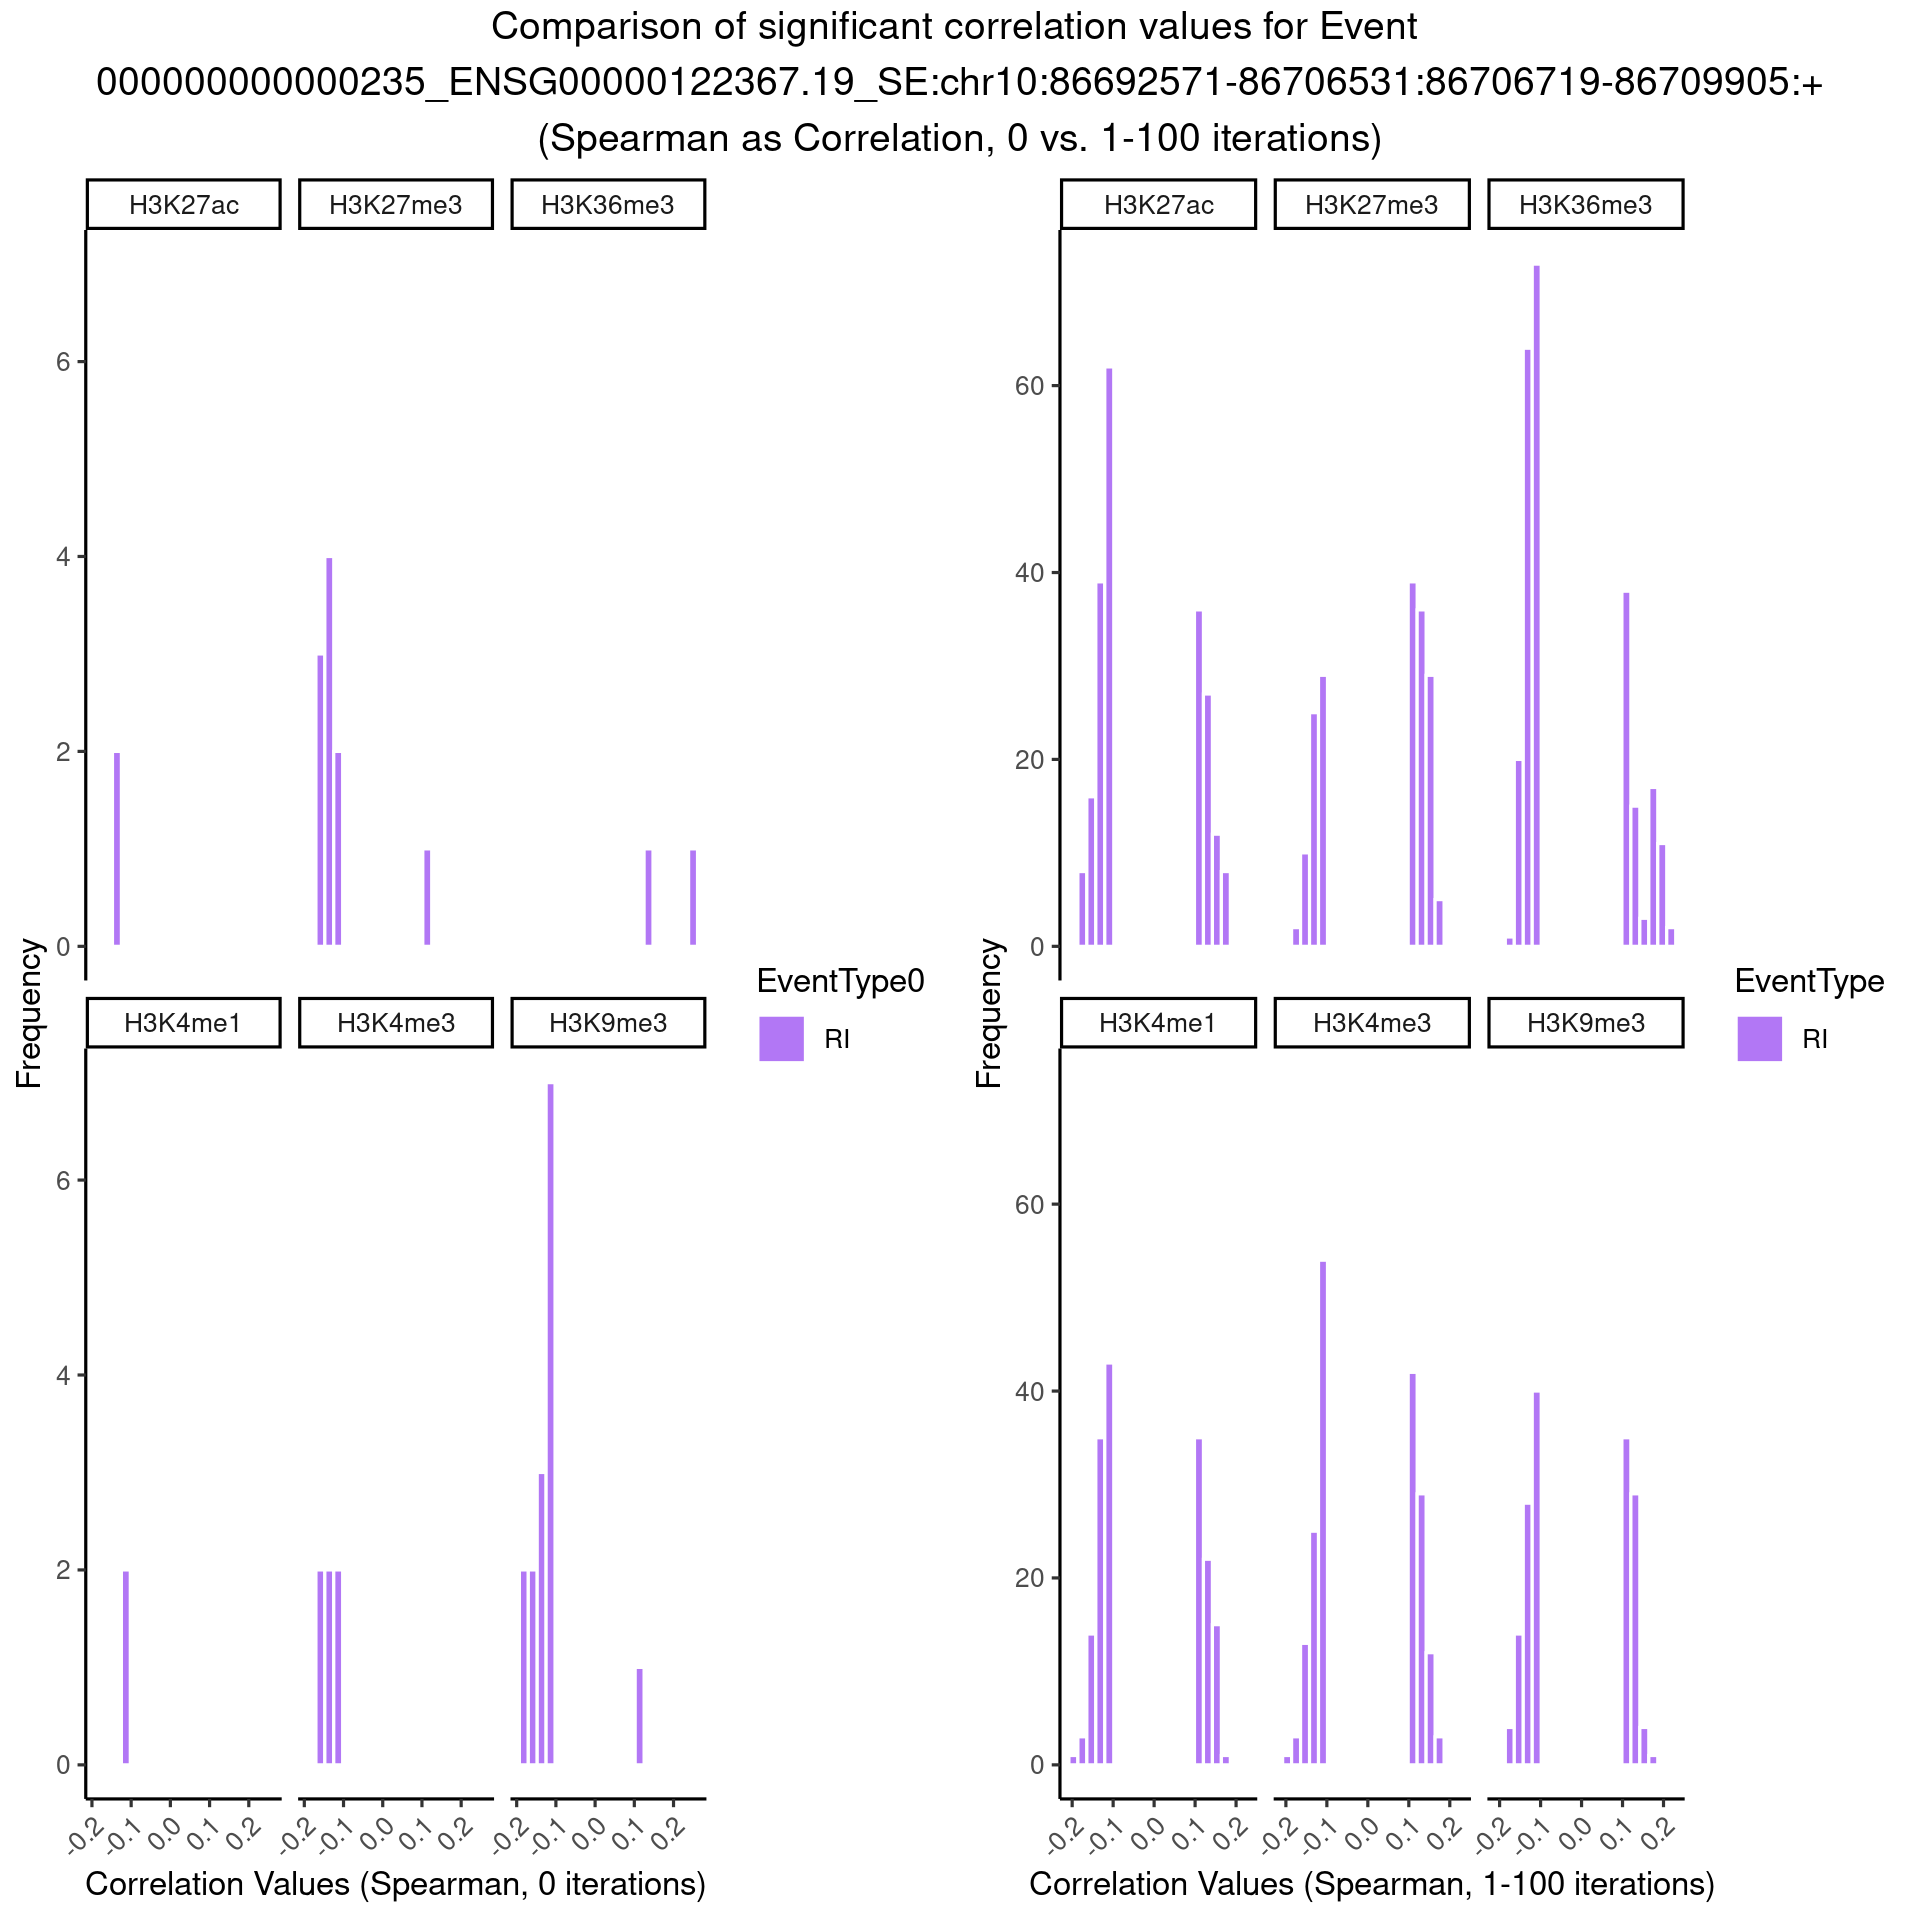 Comparison of significant correlation values for Event
000000000000235_ENSG00000122367.19_SE:chr10:86692571-86706531:86706719-86709905:+
(Spearman as Correlation, 0 vs. 1-100 iterations)
H3K27ac H3K27me3 H3K36me3
6
4
2
0
H3K4me1 H3K4me3 H3K9me3
6
4
2
0
Frequency
-0.2 -0.1 0.0 0.1 0.2 -0.2 -0.1 0.0 0.1 0.2 -0.2 -0.1 0.0 0.1 0.2
Correlation Values (Spearman, 0 iterations)
EventType0
RI
H3K27ac H3K27me3 H3K36me3
60
40
20
0
H3K4me1 H3K4me3 H3K9me3
60
40
20
0
Frequency
-0.2 -0.1 0.0 0.1 0.2 -0.2 -0.1 0.0 0.1 0.2 -0.2 -0.1 0.0 0.1 0.2
Correlation Values (Spearman, 1-100 iterations)
EventType
RI